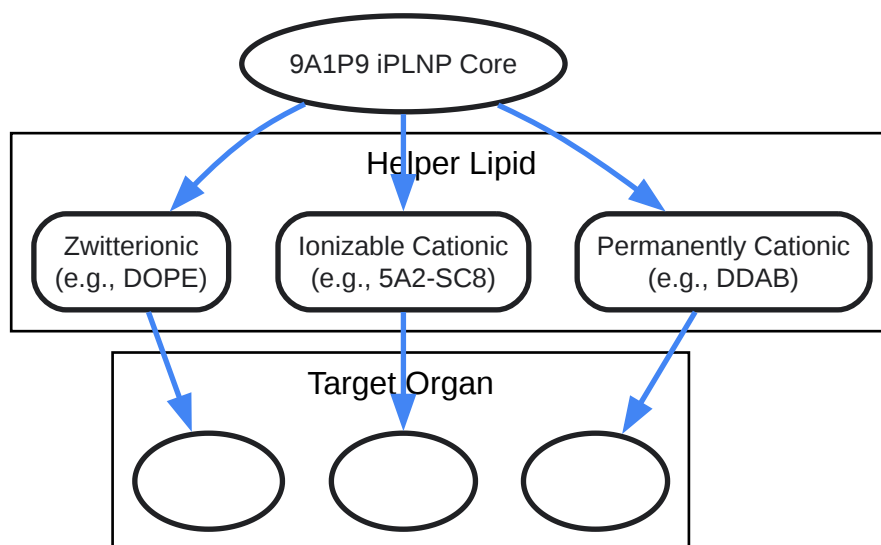 9A1P9 iPLNP Core
Helper Lipid
Zwitterionic
(e.g., DOPE)
Ionizable Cationic
(e.g., 5A2-SC8)
Permanently Cationic
(e.g., DDAB)
Target Organ